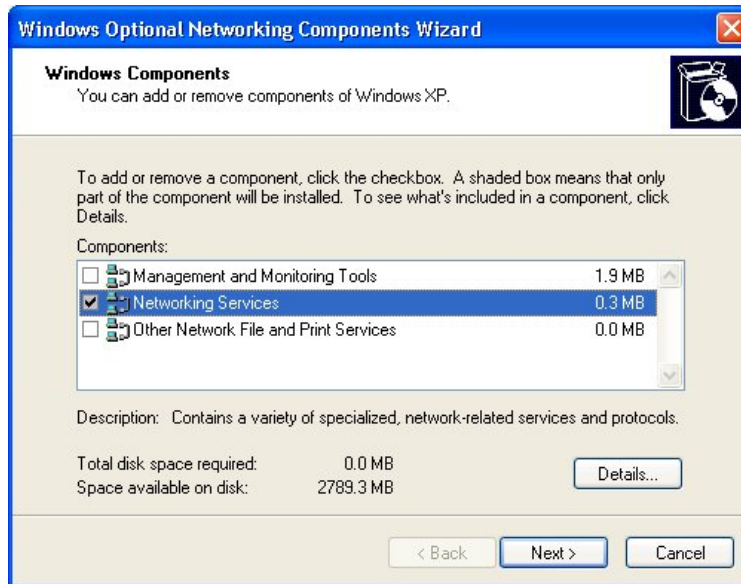 Windows Optional Networking Components Wizard
Windows Components
You can add or remove components of Windows XP.
To add or remove a component, click the checkbox. A shaded box means that only
part of the component will be installed. To see what's included in a component, click
Details.
Components:
Management and Monitoring Tools 1.9 MB
Networking Services 0.3 MB
Other Network File and Print Services 0.0 MB
Description: Contains a variety of specialized, network-related services and protocols.
Total disk space required: 0.0 MB
Space available on disk: 2789.3 MB
Details...
< Back Next > Cancel